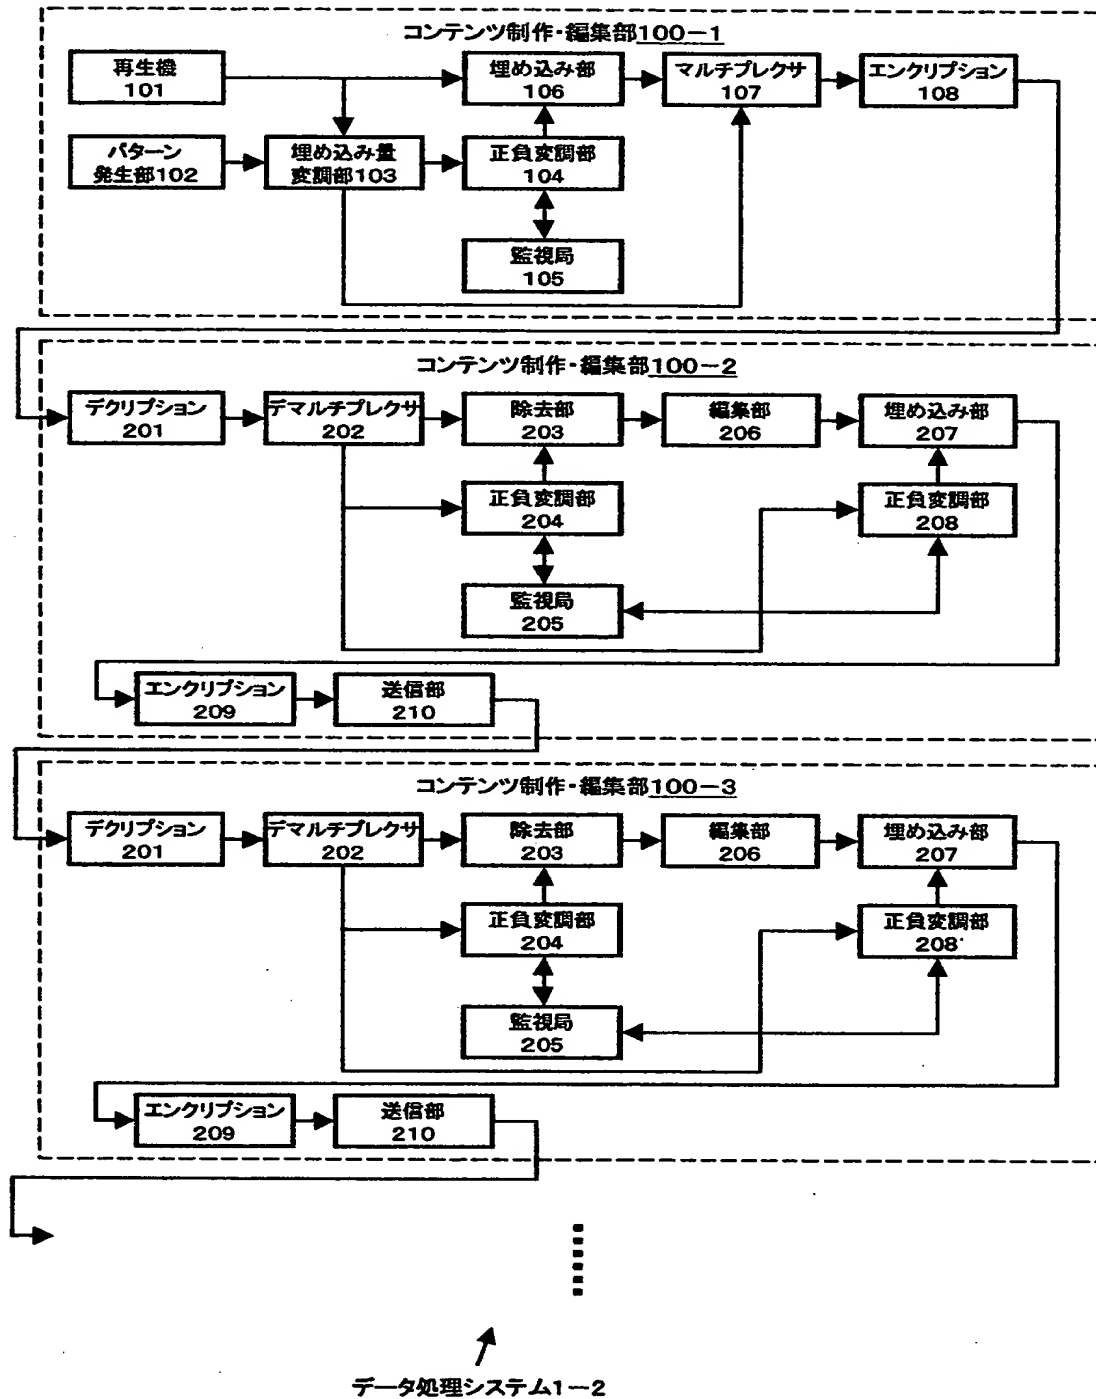 コンテンツ制作・編集部100-1
再生機
101
埋め込み部
106
マルチプレクサ
107
エンクリプション
108
パターン
発生部102
埋め込み量
変調部103
正負変調部
104
監視局
105
コンテンツ制作・編集部100-2
デクリプション
201
デマルチプレクサ
202
除去部
203
編集部
206
埋め込み部
207
正負変調部
204
正負変調部
208
監視局
205
エンクリプション
209
送信部
210
コンテンツ制作・編集部100-3
デクリプション
201
デマルチプレクサ
202
除去部
203
編集部
206
埋め込み部
207
正負変調部
204
正負変調部
208
監視局
205
エンクリプション
209
送信部
210
データ処理システム1-2